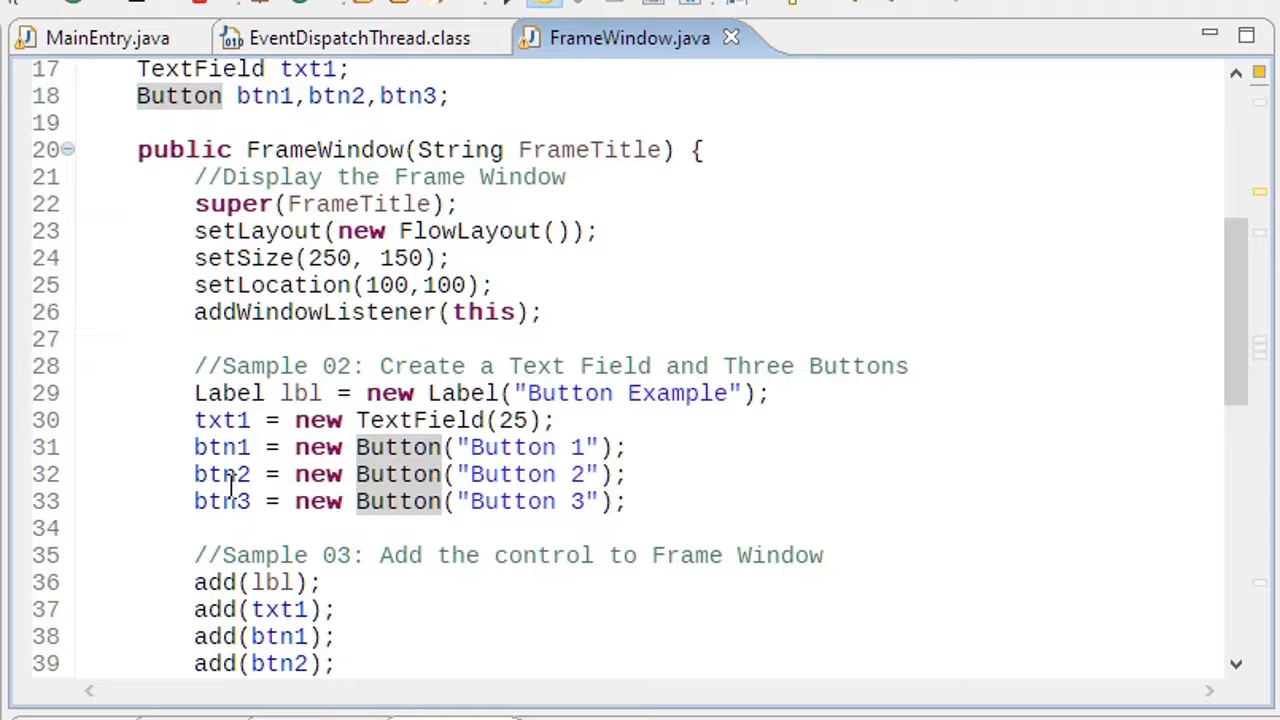 MainEntry.java EventDispatchThread.class FrameWindow.java
17 TextField txt1;
18 Button btn1,btn2,btn3;
19
20 public FrameWindow(String FrameTitle) {
21 //Display the Frame Window
22 super(FrameTitle);
23 setLayout(new FlowLayout());
24 setSize(250, 150);
25 setLocation(100,100);
26 addWindowListener(this);
27
28 //Sample 02: Create a Text Field and Three Buttons
29 Label lbl = new Label("Button Example");
30 txt1 = new TextField(25);
31 btn1 = new Button("Button 1");
32 btn2 = new Button("Button 2");
33 btn3 = new Button("Button 3");
34
35 //Sample 03: Add the control to Frame Window
36 add(lbl);
37 add(txt1);
38 add(btn1);
39 add(btn2);